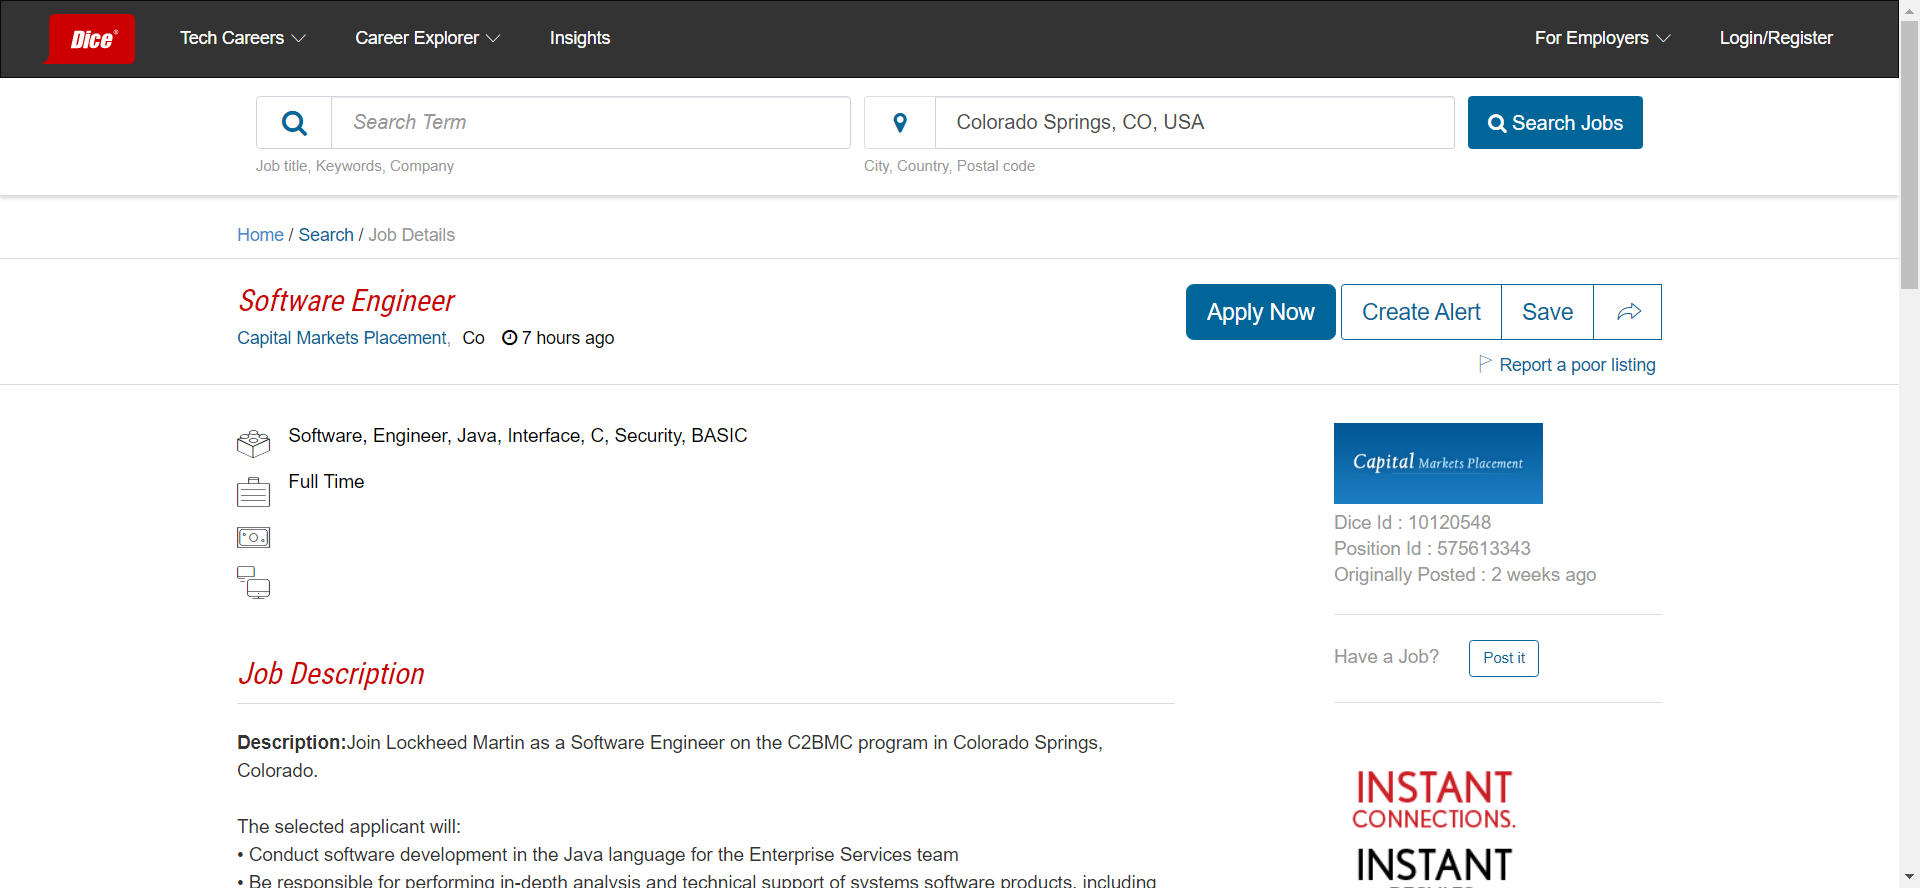 Dice®
Tech Careers
Career Explorer
Insights
For Employers
Login/Register
Search Term
Colorado Springs, CO, USA
Search Jobs
Job title, Keywords, Company
City, Country, Postal code
Home / Search / Job Details
Software Engineer
Capital Markets Placement, Co 7 hours ago
Apply Now
Create Alert
Save
Report a poor listing
Software, Engineer, Java, Interface, C, Security, BASIC
Full Time
Capital Markets Placement
Dice Id : 10120548
Position Id : 575613343
Originally Posted : 2 weeks ago
Have a Job?
Post it
Job Description
Description:Join Lockheed Martin as a Software Engineer on the C2BMC program in Colorado Springs,
Colorado.
The selected applicant will:
• Conduct software development in the Java language for the Enterprise Services team
• Be responsible for performing in-depth analysis and technical support of systems software products, including
INSTANT
CONNECTIONS.
INSTANT